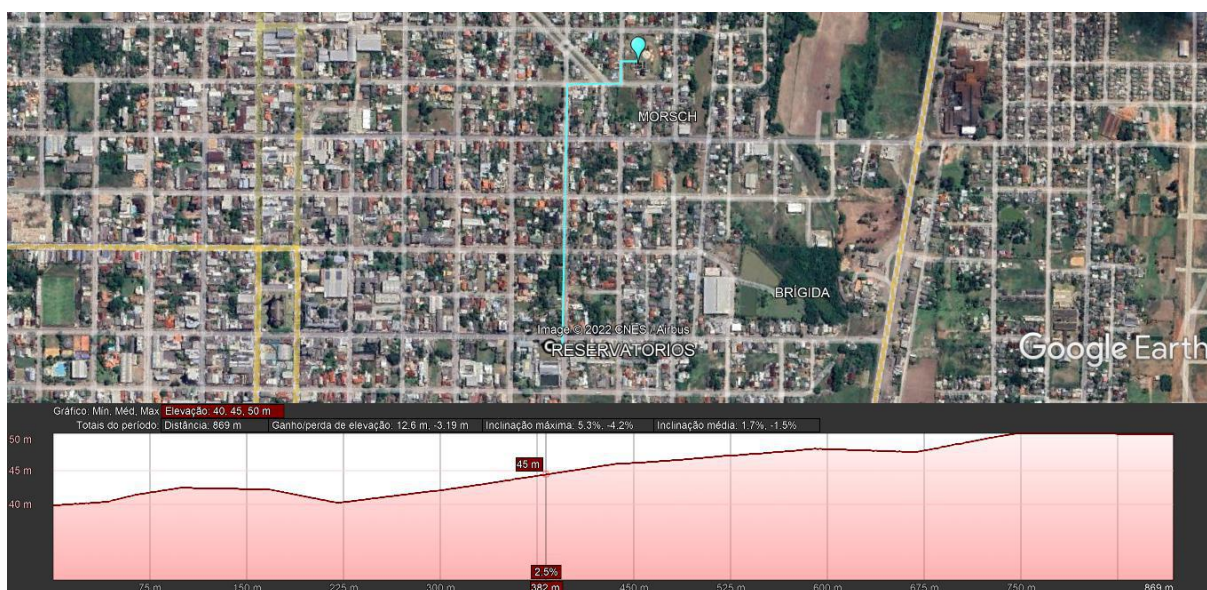 MORSCH
BRÍGIDA
Image © 2022 CNES / Airbus
RESERVATORIOS
Google Earth
Gráfico: Mín, Méd, Max Elevação: 40, 45, 50 m
Totais do período: Distância: 869 m Ganho/perda de elevação: 12.6 m, -3.19 m Inclinação máxima: 5.3%, -4.2% Inclinação média: 1.7%, -1.5%
50 m
45 m
45 m
40 m
2.5%
75 m 150 m 225 m 300 m 382 m 450 m 525 m 600 m 675 m 750 m 869 m